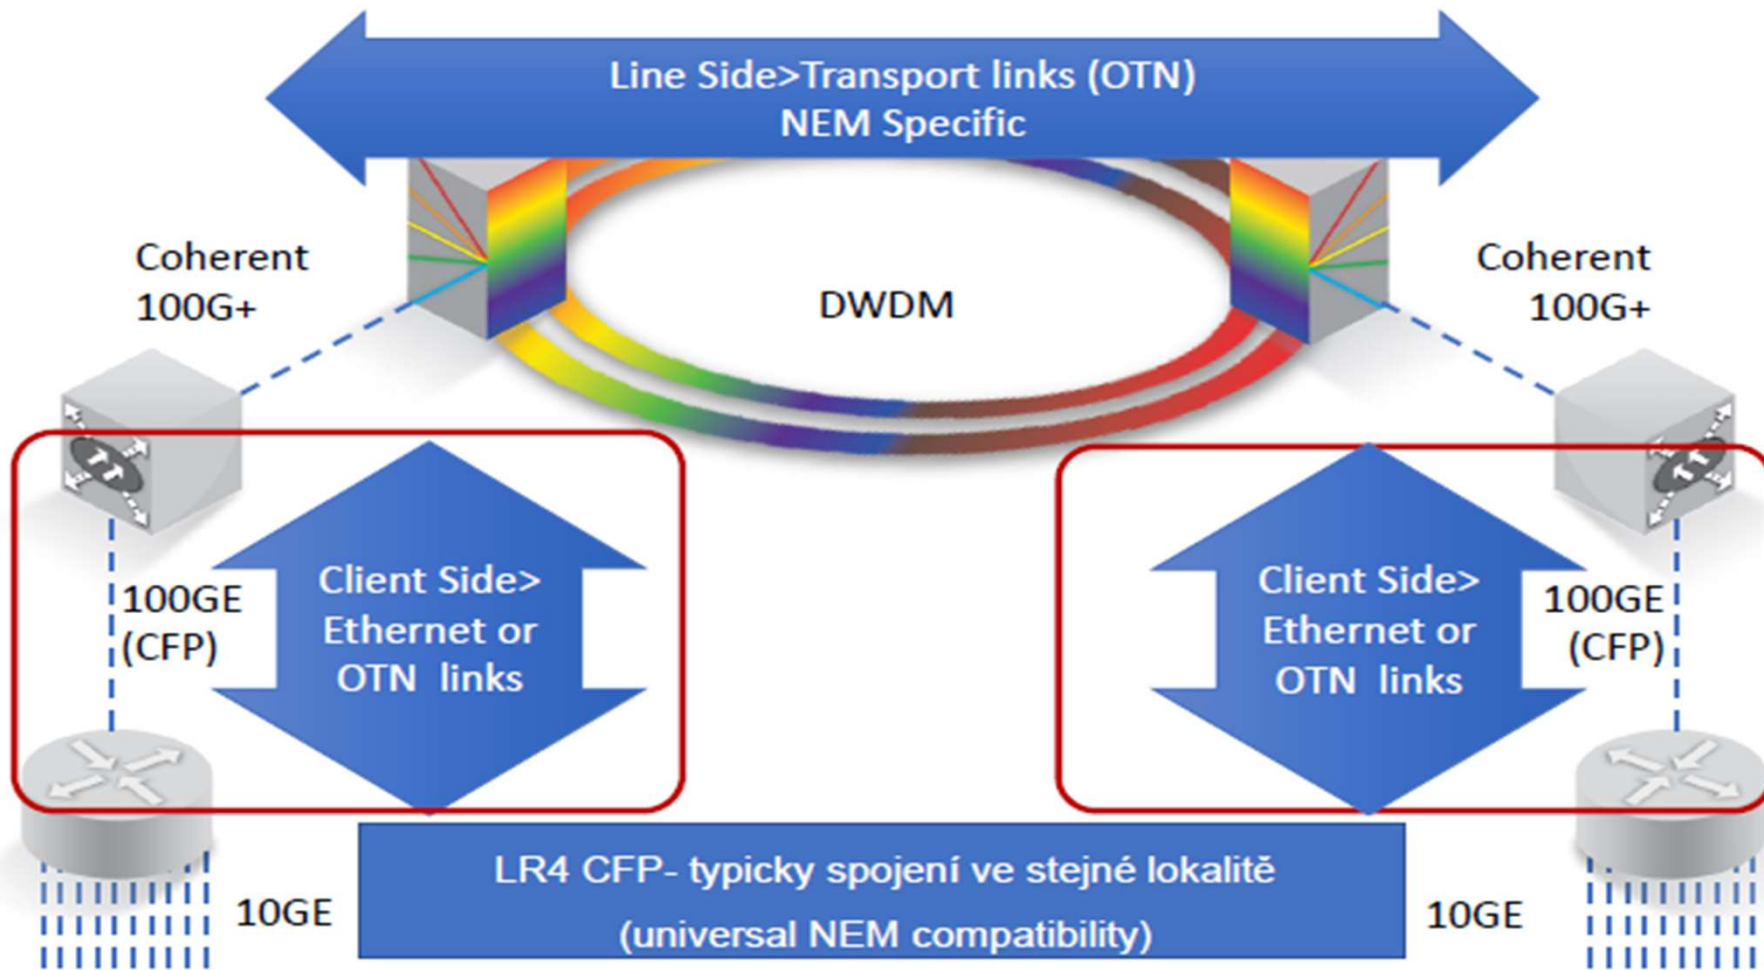 Line Side>Transport links (OTN)
NEM Specific
Coherent
100G+
DWDM
Coherent
100G+
100GE
(CFP)
Client Side>
Ethernet or
OTN links
Client Side>
Ethernet or
OTN links
100GE
(CFP)
10GE
LR4 CFP- typicky spojení ve stejné lokalitě
(universal NEM compatibility)
10GE